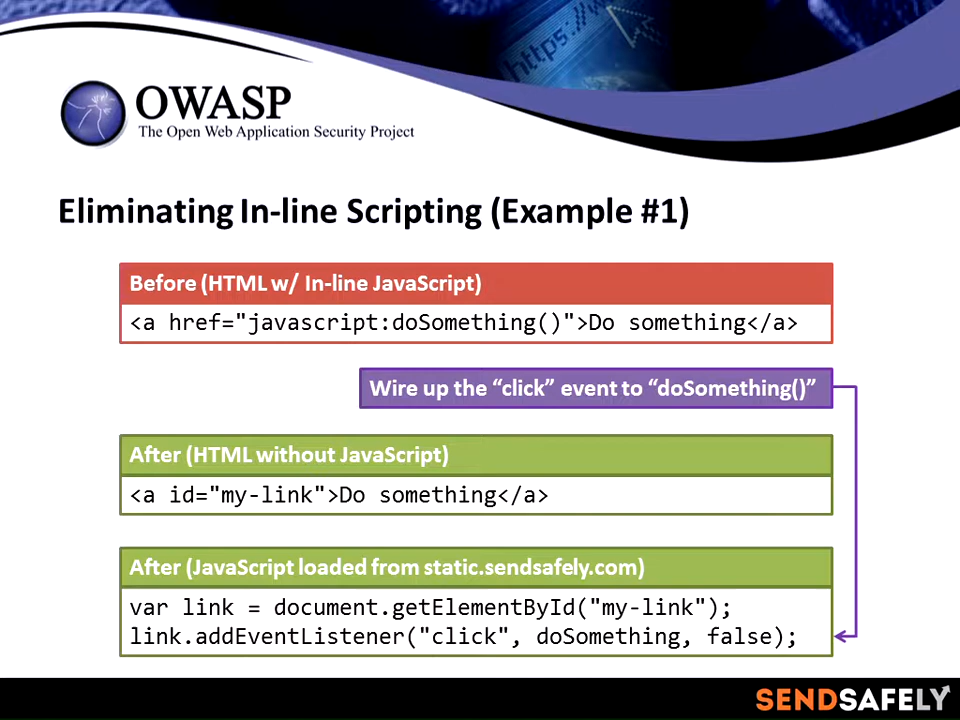 https://w
OWASP
The Open Web Application Security Project
Eliminating In-line Scripting (Example #1)
Before (HTML w/ In-line JavaScript)
<a href="javascript:doSomething()">Do something</a>
Wire up the “click” event to “doSomething()”
After (HTML without JavaScript)
<a id="my-link">Do something</a>
After (JavaScript loaded from static.sendsafely.com)
var link = document.getElementById("my-link");
link.addEventListener("click", doSomething, false);
SENDSAFELY